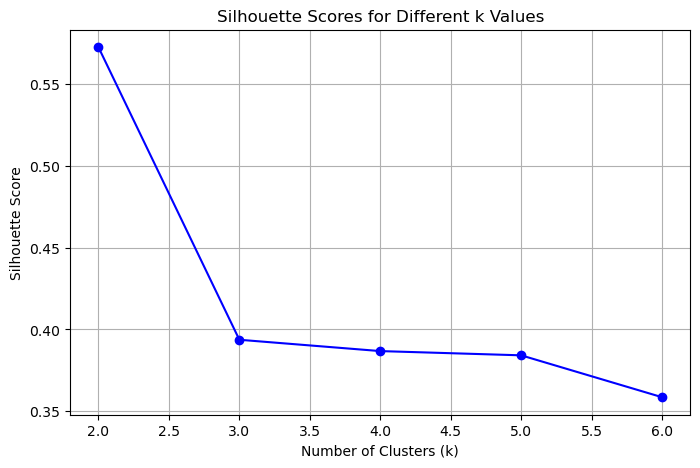 Silhouette Scores for Different k Values
Silhouette Score
0.55
0.50
0.45
0.40
0.35
2.0 2.5 3.0 3.5 4.0 4.5 5.0 5.5 6.0
Number of Clusters (k)